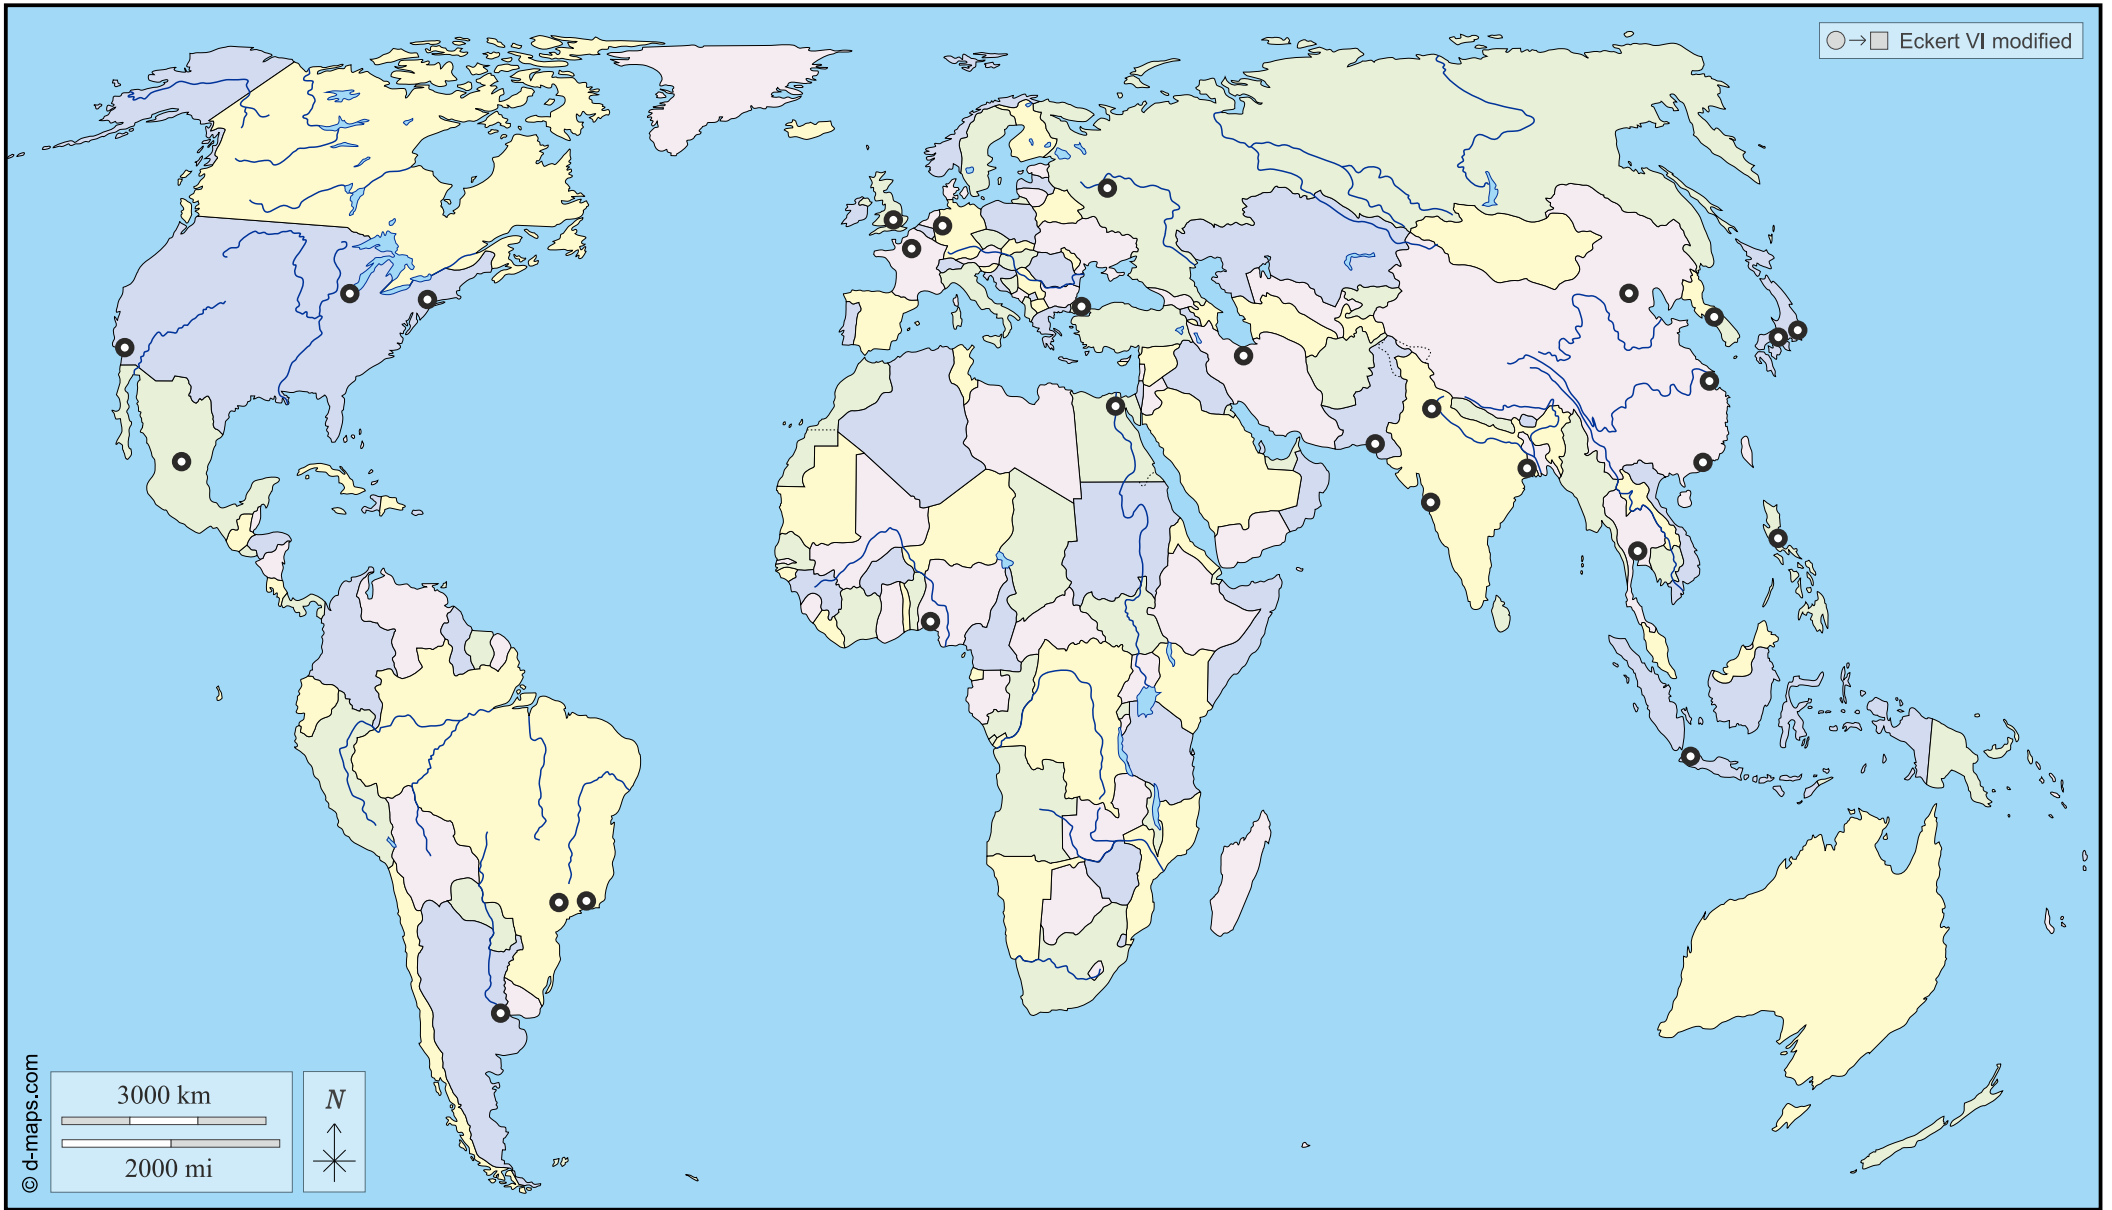 ○→□ Eckert VI modified
3000 km
2000 mi
N
© d-maps.com